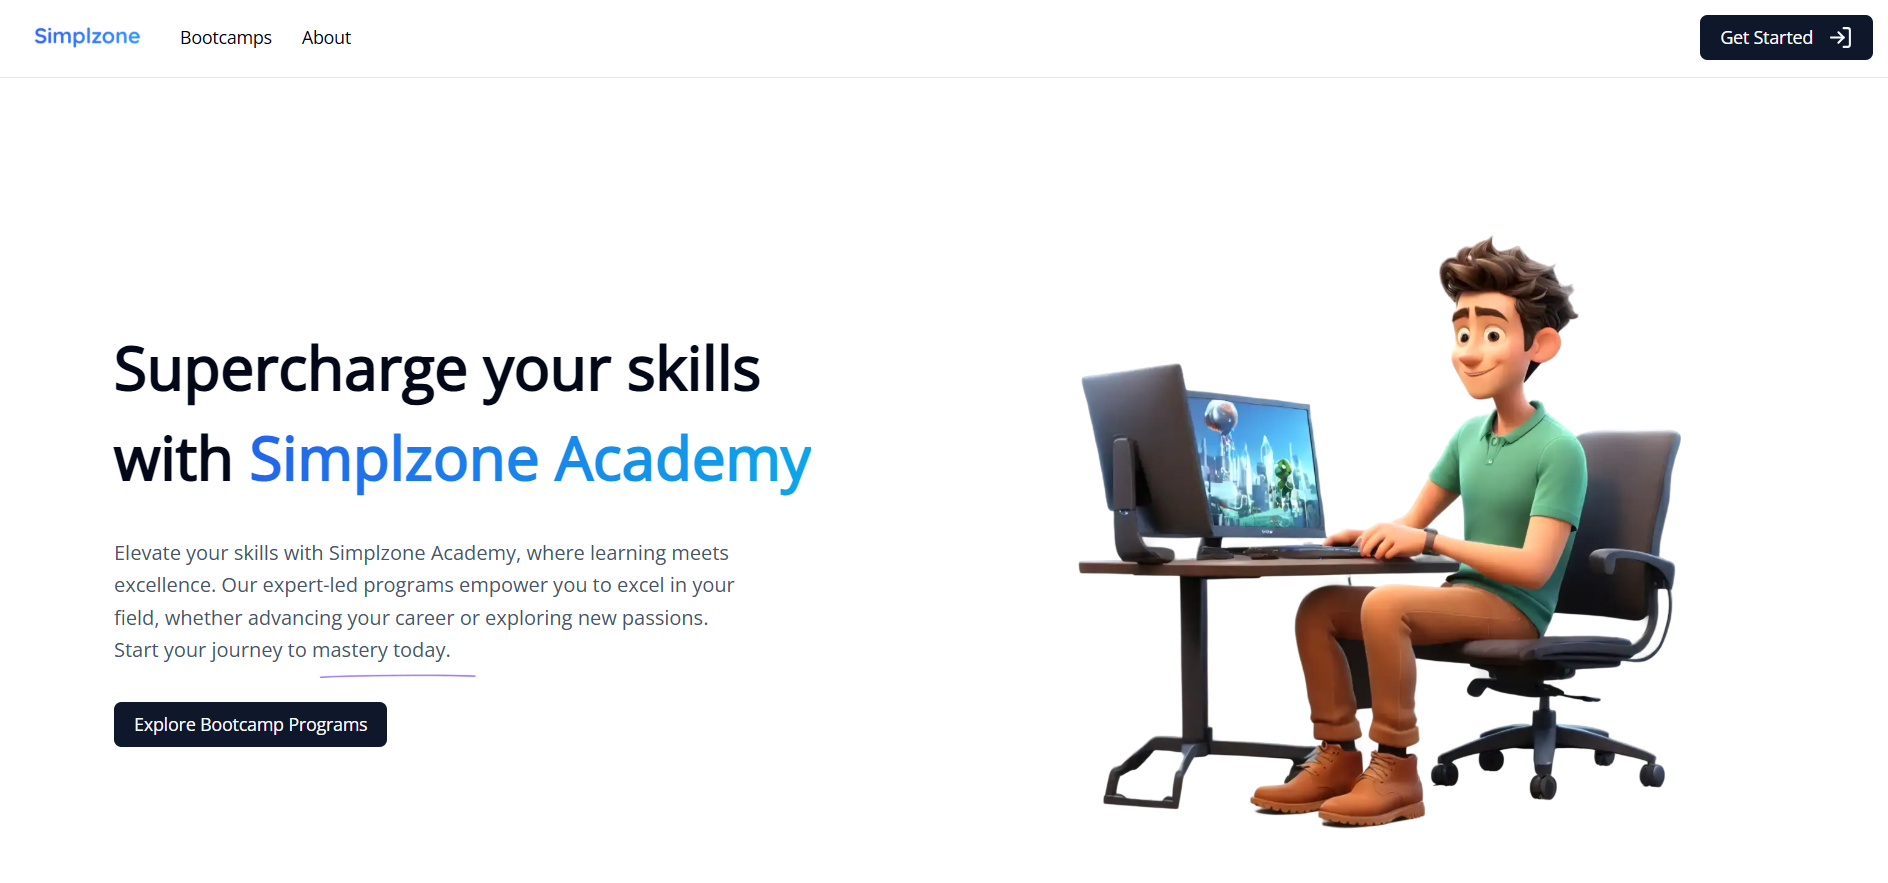 Simplzone
Bootcamps
About
Get Started
Supercharge your skills
with Simplzone Academy
Elevate your skills with Simplzone Academy, where learning meets
excellence. Our expert-led programs empower you to excel in your
field, whether advancing your career or exploring new passions.
Start your journey to mastery today.
Explore Bootcamp Programs